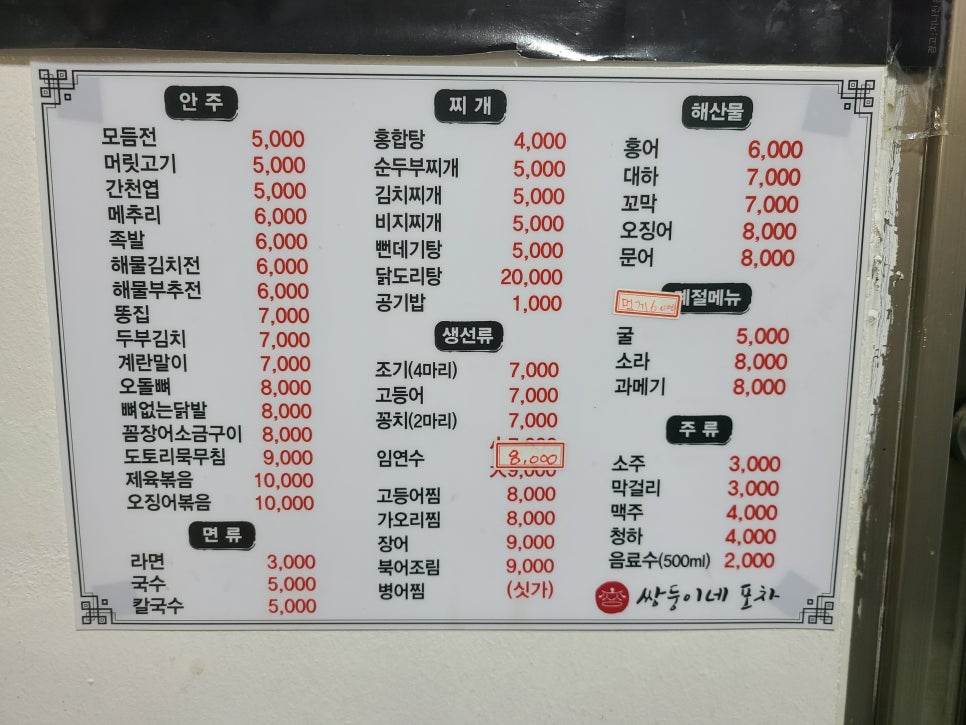 안주
모듬전 5,000
머릿고기 5,000
간천엽 5,000
메추리 6,000
족발 6,000
해물김치전 6,000
해물부추전 6,000
똥집 7,000
두부김치 7,000
계란말이 7,000
오돌뼈 8,000
뼈없는닭발 8,000
꼼장어소금구이 8,000
도토리묵무침 9,000
제육볶음 10,000
오징어볶음 10,000
면류
라면 3,000
국수 5,000
칼국수 5,000
찌개
홍합탕 4,000
순두부찌개 5,000
김치찌개 5,000
비지찌개 5,000
뻔데기탕 5,000
닭도리탕 20,000
공기밥 1,000
생선류
조기(4마리) 7,000
고등어 7,000
꽁치(2마리) 7,000
임연수 8,000
고등어찜 8,000
가오리찜 8,000
장어 9,000
북어조림 9,000
병어찜 (싯가)
해산물
홍어 6,000
대하 7,000
꼬막 7,000
오징어 8,000
문어 8,000
멍게 6,000
계절메뉴
굴 5,000
소라 8,000
과메기 8,000
주류
소주 3,000
막걸리 3,000
맥주 4,000
청하 4,000
음료수(500ml) 2,000
쌍둥이네 포차